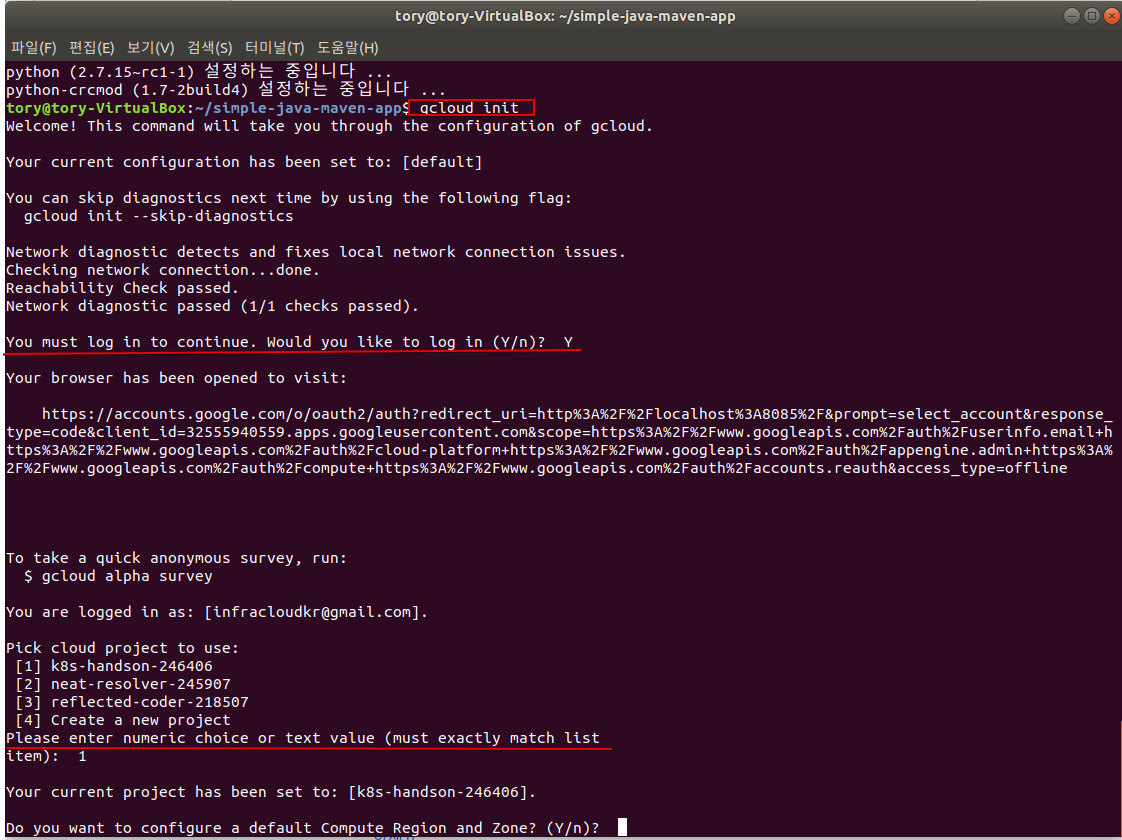 tory@tory-VirtualBox: ~/simple-java-maven-app
파일(F) 편집(E) 보기(V) 검색(S) 터미널(T) 도움말(H)
python (2.7.15~rc1-1) 설정하는 중입니다 ...
python-crcmod (1.7-2build4) 설정하는 중입니다 ...
tory@tory-VirtualBox:~/simple-java-maven-app$ gcloud init
Welcome! This command will take you through the configuration of gcloud.
Your current configuration has been set to: [default]
You can skip diagnostics next time by using the following flag:
gcloud init --skip-diagnostics
Network diagnostic detects and fixes local network connection issues.
Checking network connection...done.
Reachability Check passed.
Network diagnostic passed (1/1 checks passed).
You must log in to continue. Would you like to log in (Y/n)?  Y
Your browser has been opened to visit:
https://accounts.google.com/o/oauth2/auth?redirect_uri=http%3A%2F%2Flocalhost%3A8085%2F&prompt=select_account&response_
type=code&client_id=32555940559.apps.googleusercontent.com&scope=https%3A%2F%2Fwww.googleapis.com%2Fauth%2Fuserinfo.email+h
ttps%3A%2F%2Fwww.googleapis.com%2Fauth%2Fcloud-platform+https%3A%2F%2Fwww.googleapis.com%2Fauth%2Fappengine.admin+https%3A%
2F%2Fwww.googleapis.com%2Fauth%2Fcompute+https%3A%2F%2Fwww.googleapis.com%2Fauth%2Faccounts.reauth&access_type=offline
To take a quick anonymous survey, run:
$ gcloud alpha survey
You are logged in as: [infracloudkr@gmail.com].
Pick cloud project to use:
[1] k8s-handson-246406
[2] neat-resolver-245907
[3] reflected-coder-218507
[4] Create a new project
Please enter numeric choice or text value (must exactly match list
item):  1
Your current project has been set to: [k8s-handson-246406].
Do you want to configure a default Compute Region and Zone? (Y/n)?